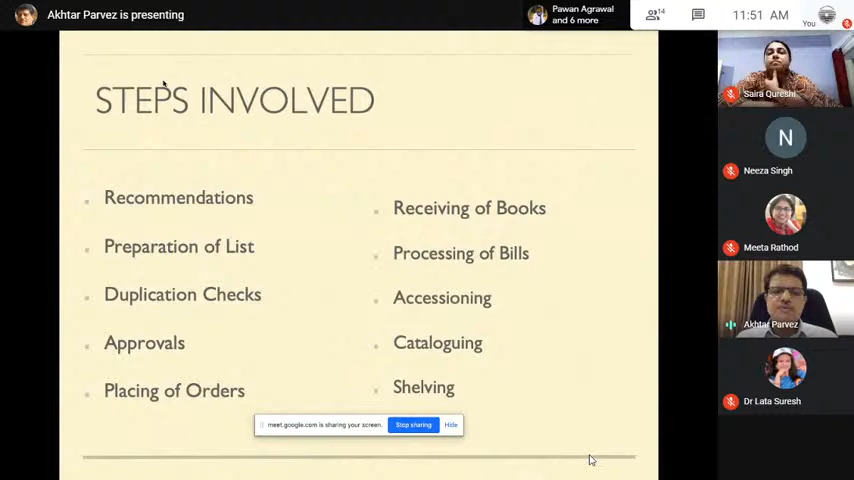 Akhtar Parvez is presenting
Pawan Agrawal
and 6 more
14
11:51 AM
You
STEPS INVOLVED
Recommendations
Preparation of List
Duplication Checks
Approvals
Placing of Orders
Receiving of Books
Processing of Bills
Accessioning
Cataloguing
Shelving
meet.google.com is sharing your screen.
Stop sharing
Hide
Saira Qureshi
N
Neeza Singh
Meeta Rathod
Akhtar Parvez
Dr Lata Suresh